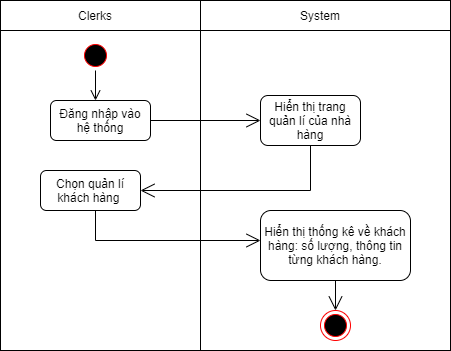 Clerks
System
Đăng nhập vào
hệ thống
Hiển thị trang
quản lí của nhà
hàng
Chọn quản lí
khách hàng
Hiển thị thống kê về khách
hàng: số lượng, thông tin
từng khách hàng.